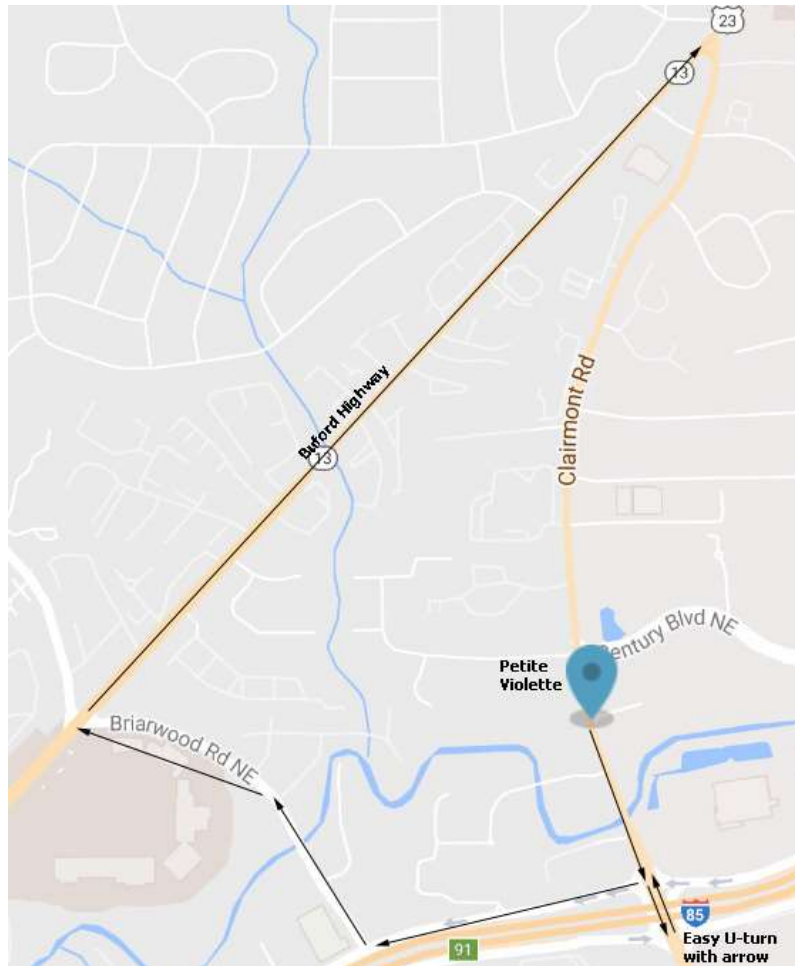 23
13
Buford Highway
13
Clairmont Rd
Century Blvd NE
Petite
Violette
Briarwood Rd NE
85
91
Easy U-turn
with arrow